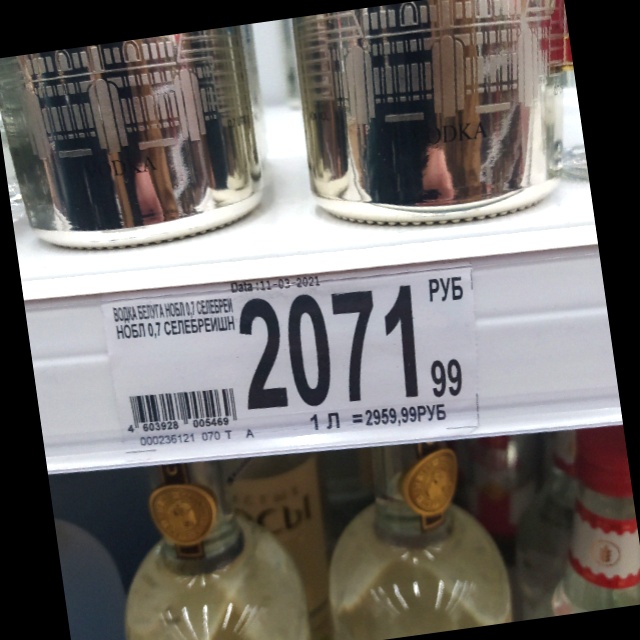 VODKA
Data :11-02-2021
ВОДКА БЕЛУГА НОБЛ 0,7 СЕЛЕБРЕЙ
НОБЛ 0,7 СЕЛЕБРЕЙШН
2071
РУБ
99
4 603928 005469
1 Л =2959,99РУБ
000236121 070 Т А